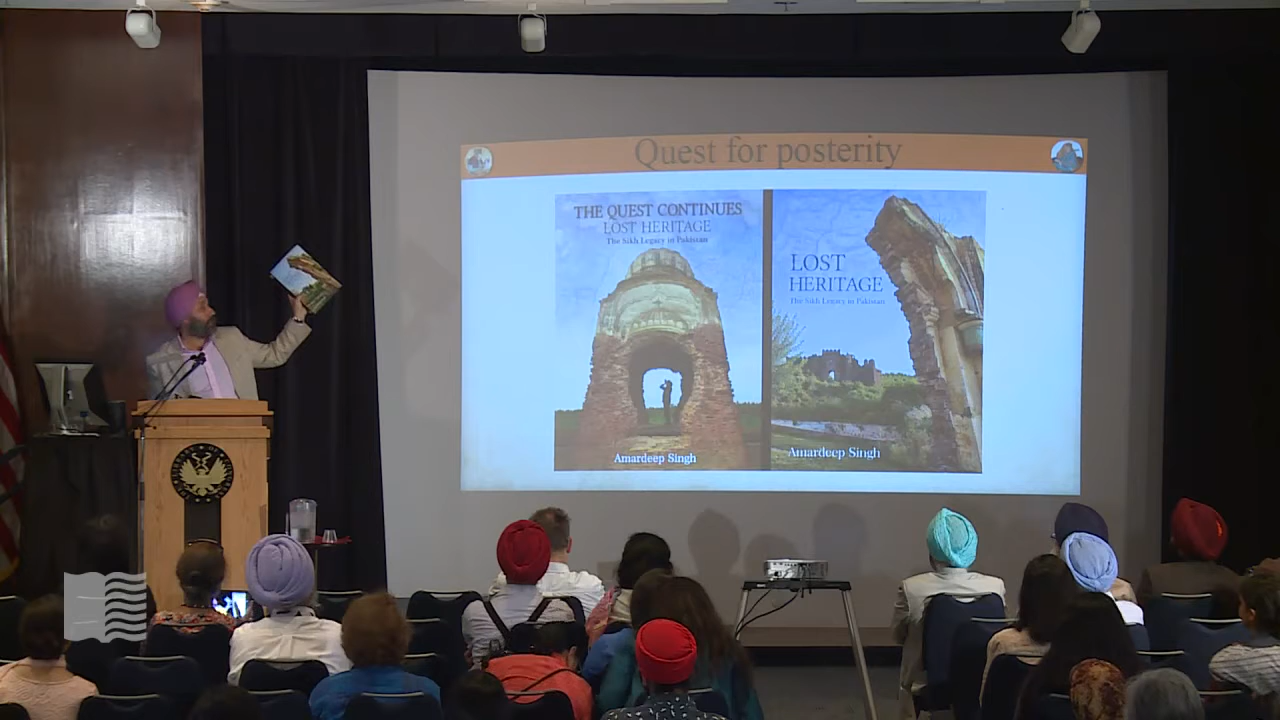 Quest for posterity
THE QUEST CONTINUES
LOST HERITAGE
The Sikh Legacy in Pakistan
Amardeep Singh
LOST
HERITAGE
The Sikh Legacy in Pakistan
Amardeep Singh